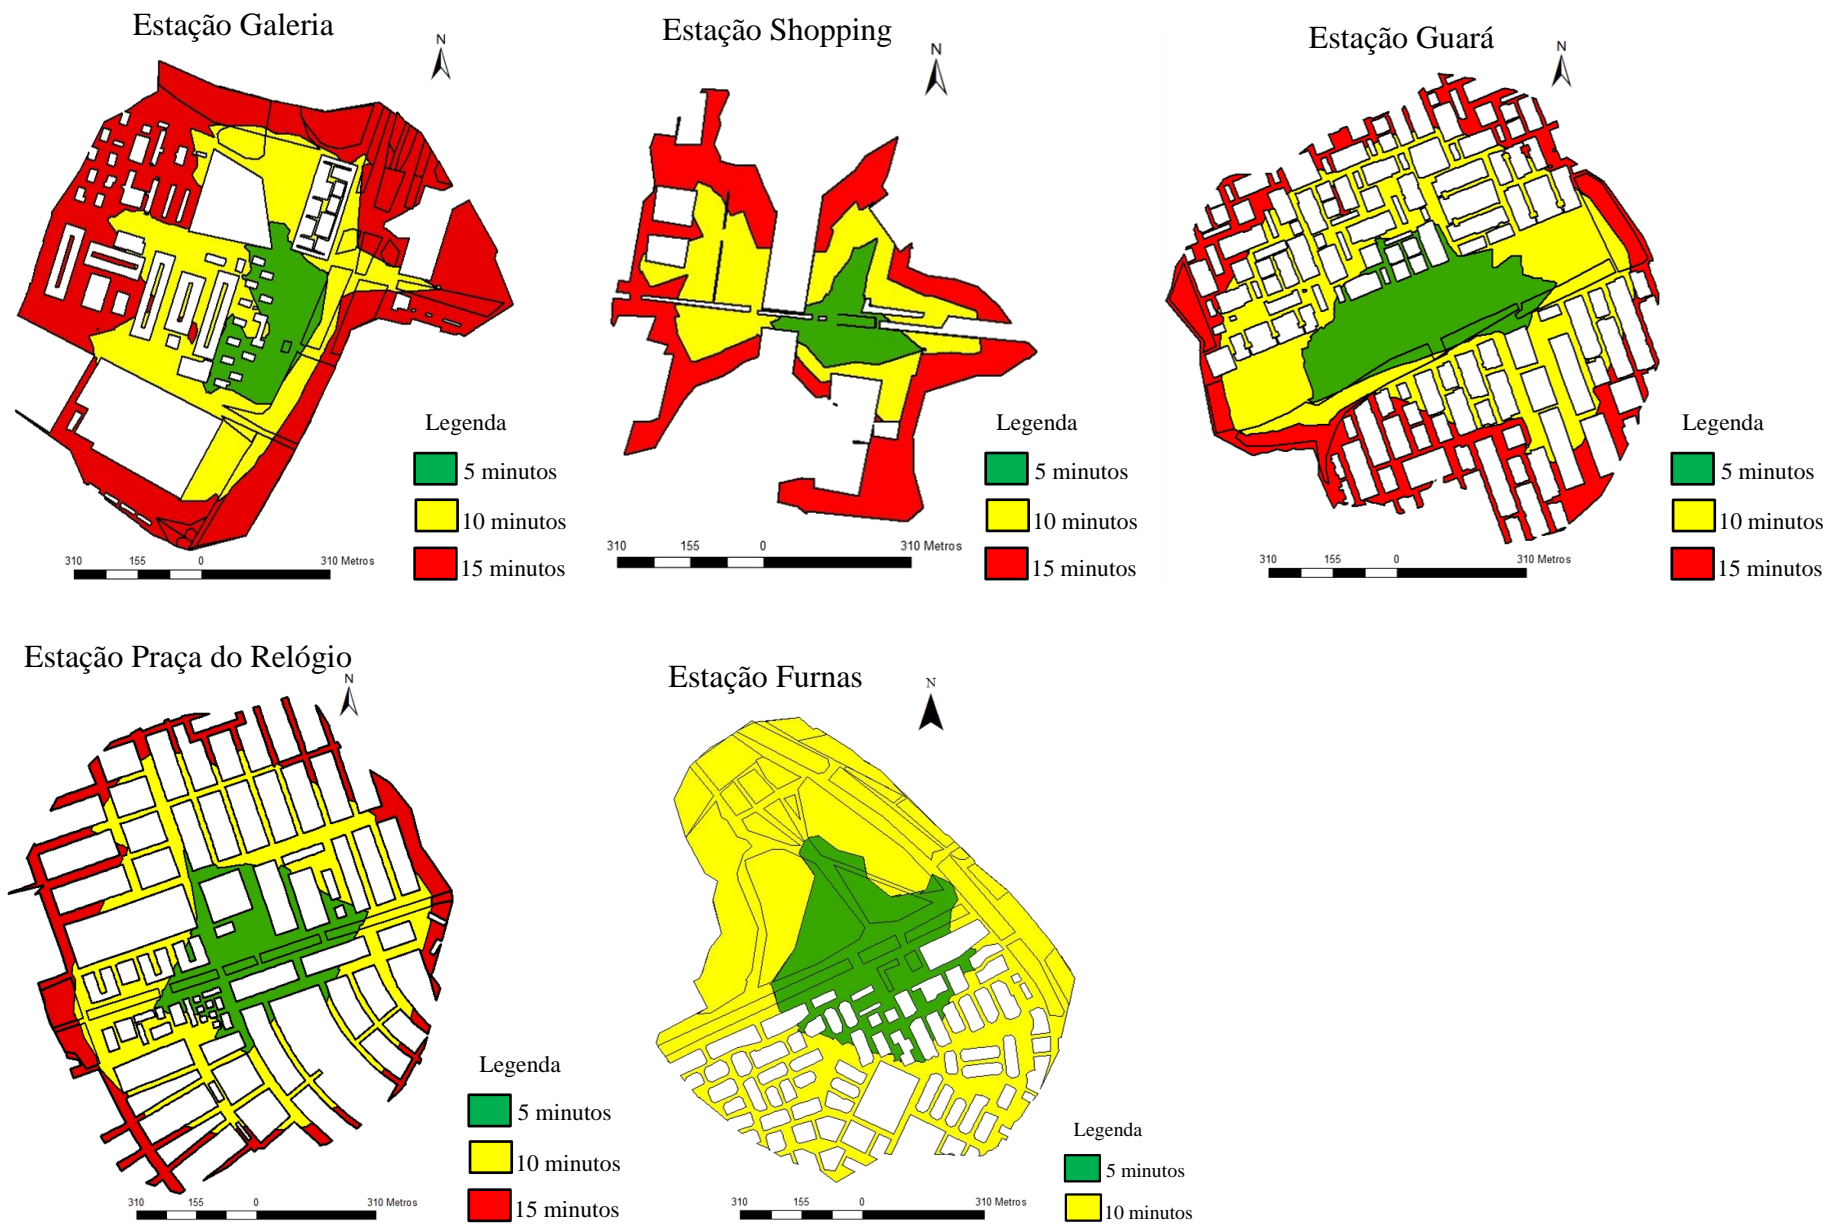 Estação Galeria
N
Legenda
5 minutos
10 minutos
15 minutos
310 155 0 310 Metros
Estação Shopping
N
Legenda
5 minutos
10 minutos
15 minutos
310 155 0 310 Metros
Estação Guará
N
Legenda
5 minutos
10 minutos
15 minutos
310 155 0 310 Metros
Estação Praça do Relógio
N
Legenda
5 minutos
10 minutos
15 minutos
310 155 0 310 Metros
Estação Furnas
N
Legenda
5 minutos
10 minutos
310 155 0 310 Metros